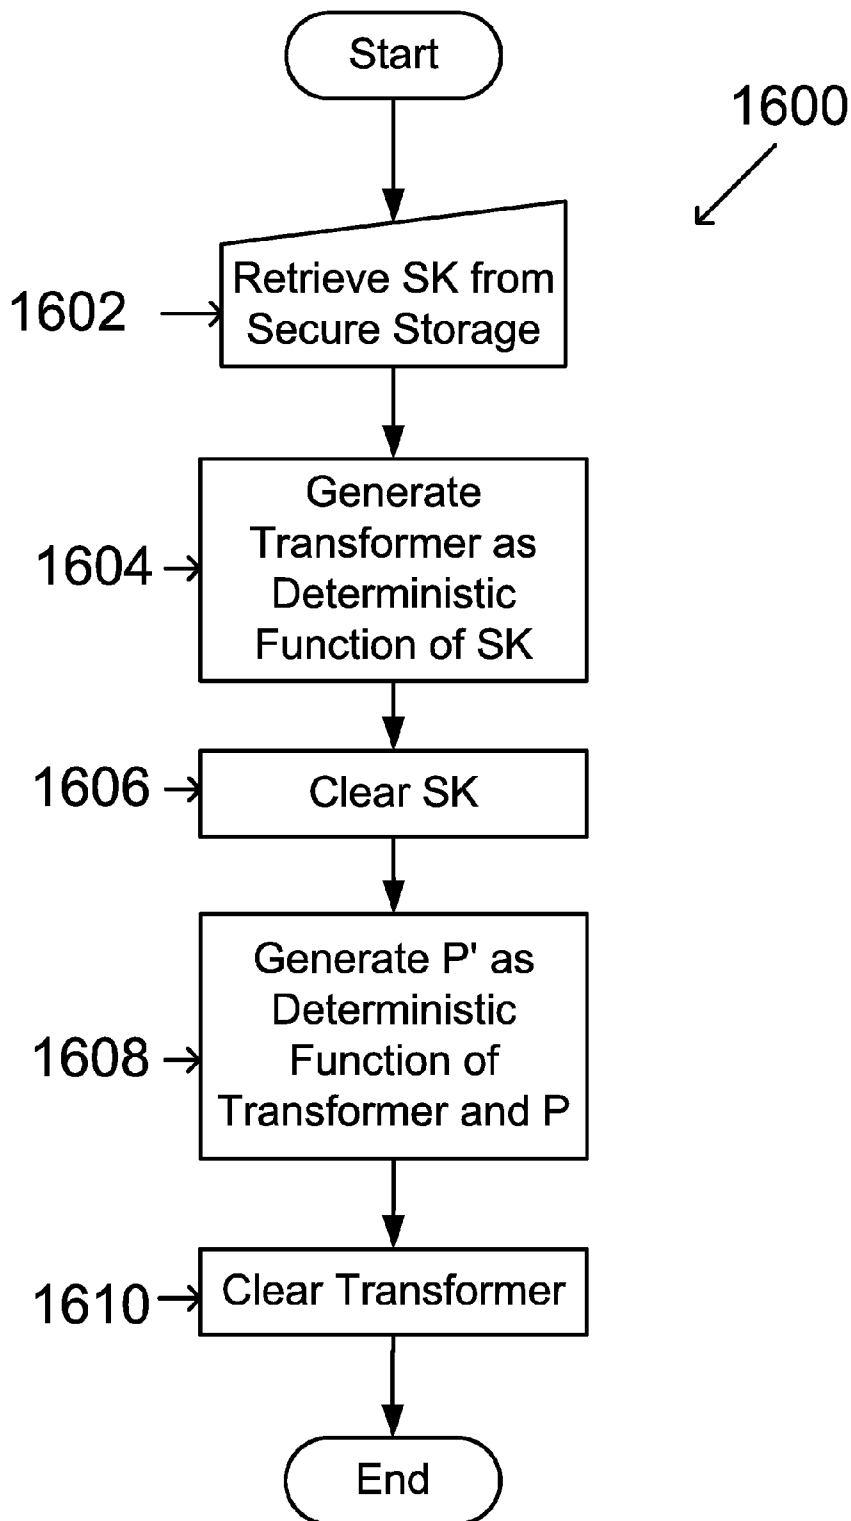 Start
1600
Retrieve SK from
1602
Secure Storage
Generate
Transformer as
1604
Deterministic
Function of SK
1606
Clear SK
Generate P' as
Deterministic
1608
Function of
Transformer and P
1610
Clear Transformer
End